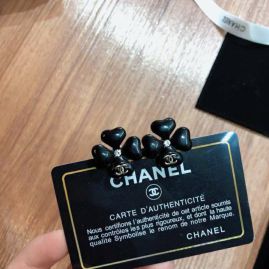 CHANEL
CHANEL
CARTE D'AUTHENTICITÉ
Nous certifions l'authenticité de cet article soumis
aux contrôles les plus rigoureux, et dont la haute
qualité Symbolise le renom de notre Marque.
CHANEL